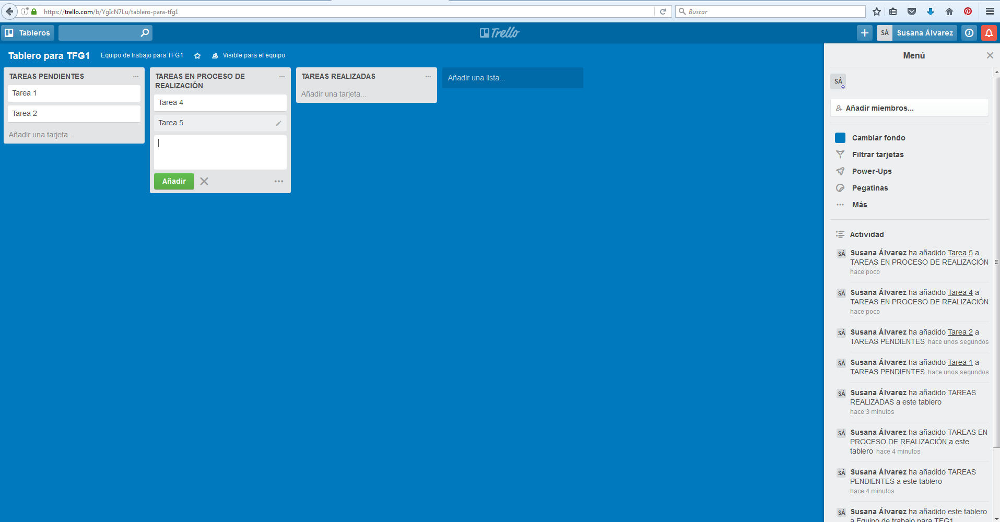 https://trello.com/b/YgIcN7Lu/tablero-para-tfg1
Buscar
Tableros
Trello
SÁ Susana Álvarez
Tablero para TFG1 Equipo de trabajo para TFG1 Visible para el equipo
TAREAS PENDIENTES
Tarea 1
Tarea 2
Añadir una tarjeta...
TAREAS EN PROCESO DE
REALIZACIÓN
Tarea 4
Tarea 5
Añadir
TAREAS REALIZADAS
Añadir una tarjeta...
Añadir una lista...
Menú
SÁ
Añadir miembros...
Cambiar fondo
Filtrar tarjetas
Power-Ups
Pegatinas
Más
Actividad
SÁ Susana Álvarez ha añadido Tarea 5 a
TAREAS EN PROCESO DE REALIZACIÓN
hace poco
SÁ Susana Álvarez ha añadido Tarea 4 a
TAREAS EN PROCESO DE REALIZACIÓN
hace poco
SÁ Susana Álvarez ha añadido Tarea 2 a
TAREAS PENDIENTES hace unos segundos
SÁ Susana Álvarez ha añadido Tarea 1 a
TAREAS PENDIENTES hace unos segundos
SÁ Susana Álvarez ha añadido TAREAS
REALIZADAS a este tablero
hace 3 minutos
SÁ Susana Álvarez ha añadido TAREAS EN
PROCESO DE REALIZACIÓN a este
tablero hace 4 minutos
SÁ Susana Álvarez ha añadido TAREAS
PENDIENTES a este tablero
hace 4 minutos
SÁ Susana Álvarez ha añadido este tablero
a Equipo de trabajo para TFG1